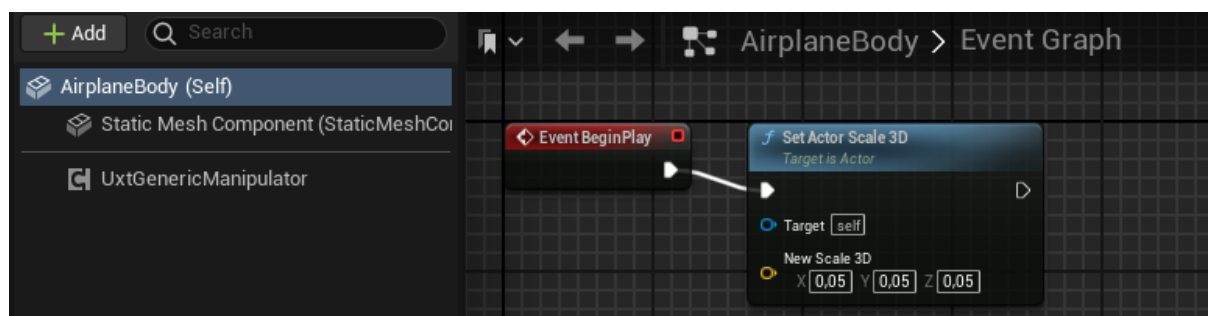 + Add
Search
AirplaneBody (Self)
Static Mesh Component (StaticMeshCo
UxtGenericManipulator
AirplaneBody > Event Graph
Event BeginPlay
f Set Actor Scale 3D
Target is Actor
Target self
New Scale 3D
X 0,05 Y 0,05 Z 0,05